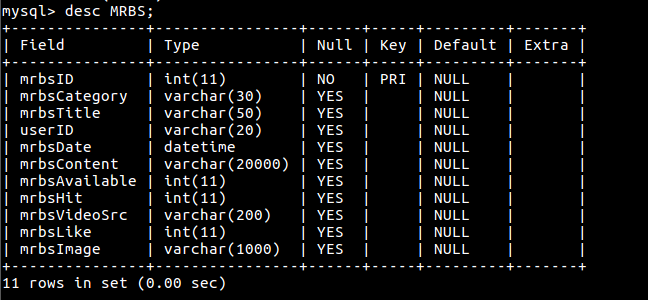 mysql> desc MRBS;
+---------------+----------------+------+-----+---------+-------+
| Field         | Type           | Null | Key | Default | Extra |
+---------------+----------------+------+-----+---------+-------+
| mrbsID        | int(11)        | NO   | PRI | NULL    |       |
| mrbsCategory  | varchar(30)    | YES  |     | NULL    |       |
| mrbsTitle     | varchar(50)    | YES  |     | NULL    |       |
| userID        | varchar(20)    | YES  |     | NULL    |       |
| mrbsDate      | datetime       | YES  |     | NULL    |       |
| mrbsContent   | varchar(20000) | YES  |     | NULL    |       |
| mrbsAvailable | int(11)        | YES  |     | NULL    |       |
| mrbsHit       | int(11)        | YES  |     | NULL    |       |
| mrbsVideoSrc  | varchar(200)   | YES  |     | NULL    |       |
| mrbsLike      | int(11)        | YES  |     | NULL    |       |
| mrbsImage     | varchar(1000)  | YES  |     | NULL    |       |
+---------------+----------------+------+-----+---------+-------+
11 rows in set (0.00 sec)